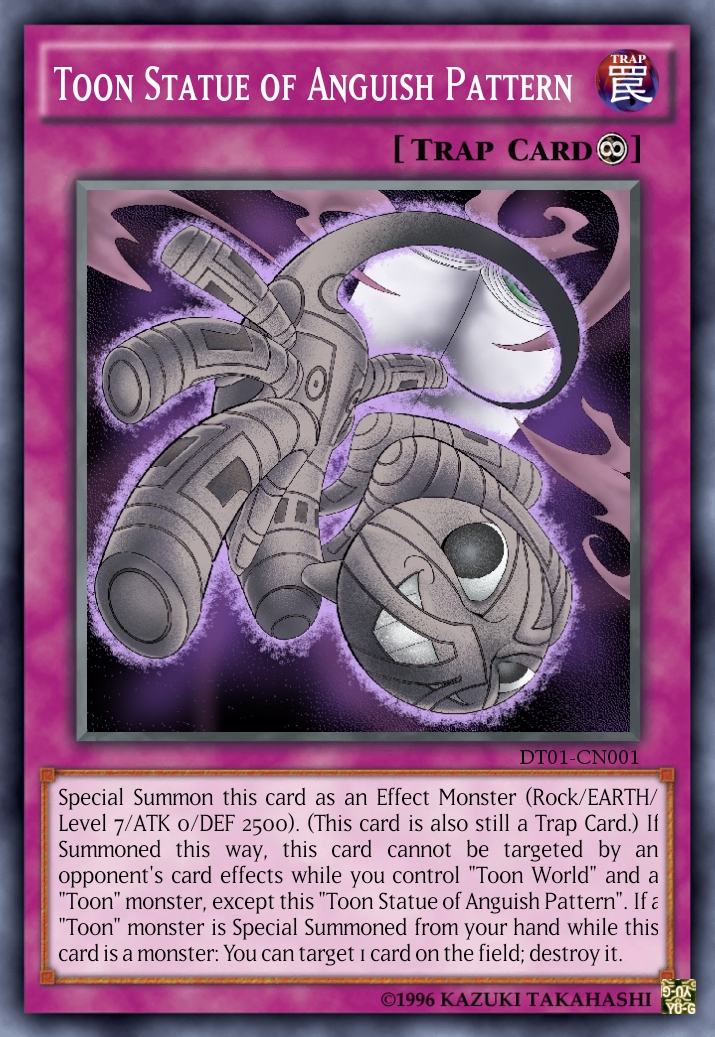 Toon Statue of Anguish Pattern
TRAP
罠
[Trap Card∞]
DT01-CN001
Special Summon this card as an Effect Monster (Rock/EARTH/
Level 7/ATK 0/DEF 2500). (This card is also still a Trap Card.) If
Summoned this way, this card cannot be targeted by an
opponent's card effects while you control "Toon World" and a
"Toon" monster, except this "Toon Statue of Anguish Pattern". If a
"Toon" monster is Special Summoned from your hand while this
card is a monster: You can target 1 card on the field; destroy it.
©1996 KAZUKI TAKAHASHI